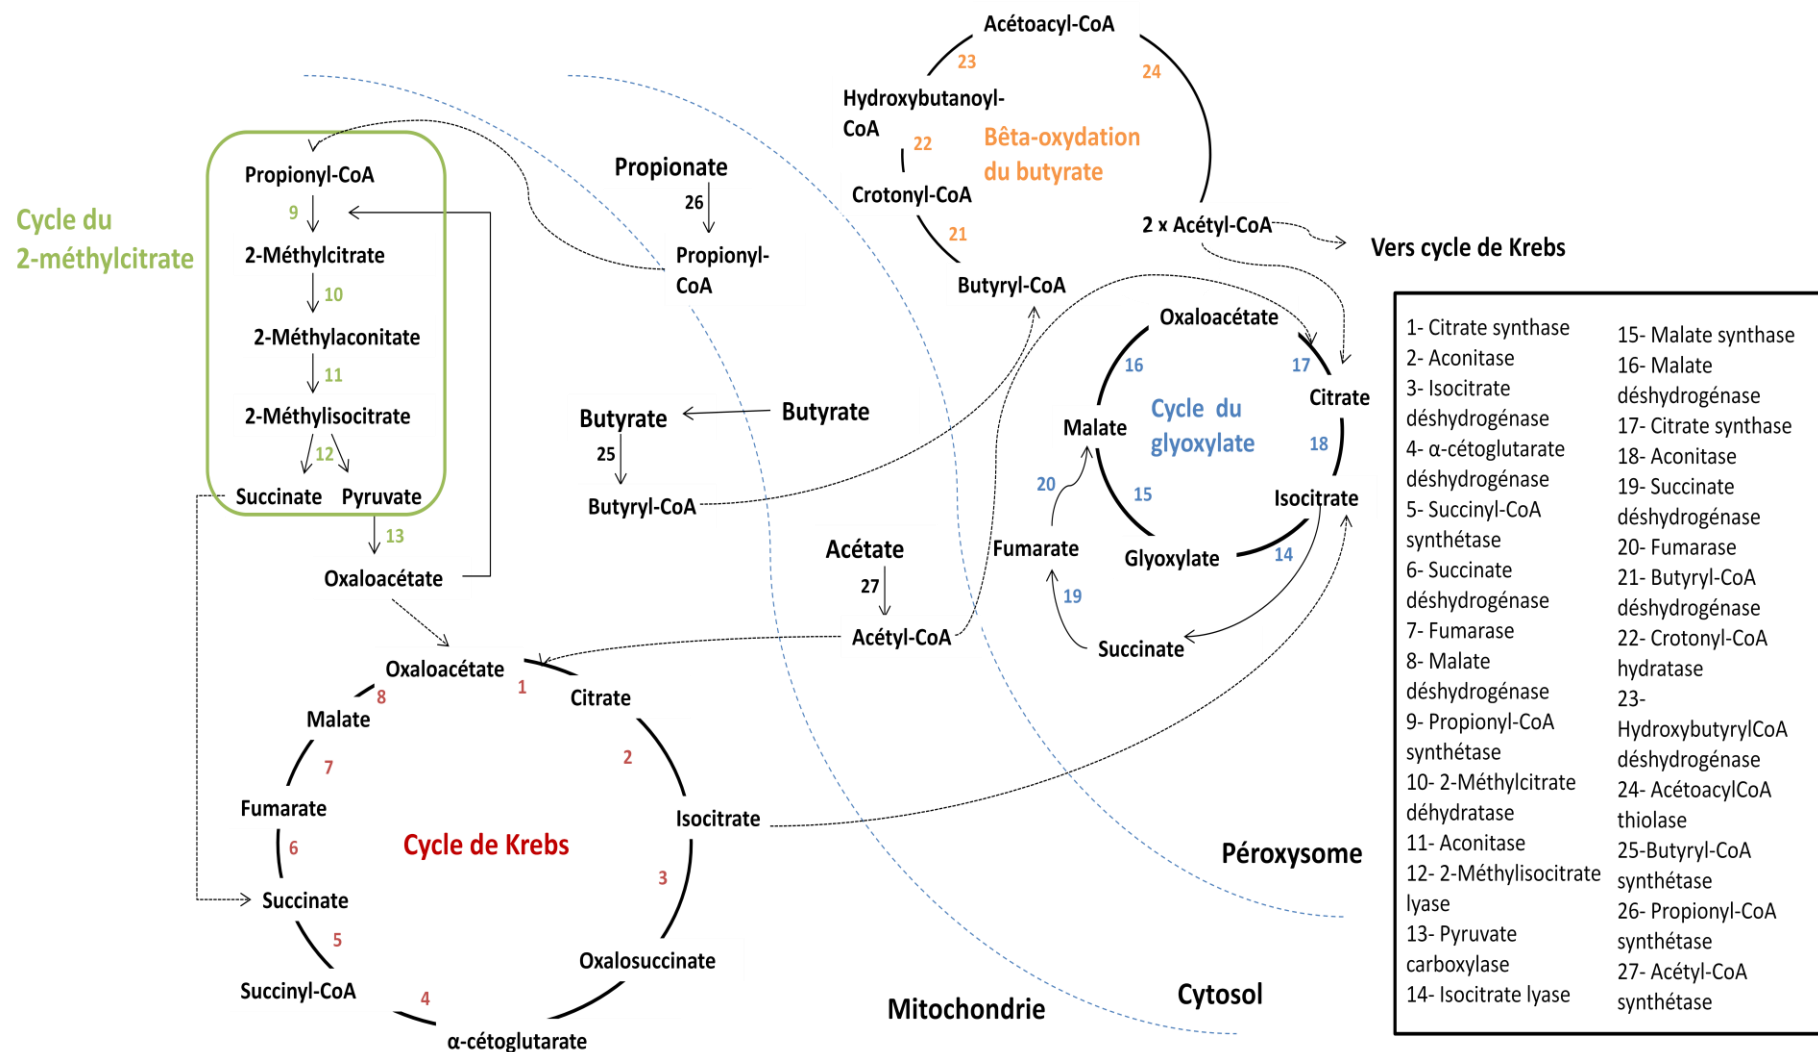 Acétoacyl-CoA
23
24
Hydroxybutanoyl-
CoA
22
Bêta-oxydation
du butyrate
Crotonyl-CoA
21
2 x Acétyl-CoA
Butyryl-CoA
Vers cycle de Krebs
Propionyl-CoA
9
Cycle du
2-méthylcitrate
2-Méthylcitrate
10
2-Méthylaconitate
11
2-Méthylisocitrate
12
Succinate
Pyruvate
13
Oxaloacétate
Propionate
26
Propionyl-
CoA
Butyrate
Butyrate
25
Butyryl-CoA
Acétate
27
Acétyl-CoA
Oxaloacétate
16
17
Citrate
Cycle du
glyoxylate
Malate
18
Isocitrate
15
20
Fumarate
Glyoxylate
14
19
Succinate
Oxaloacétate
1
8
Citrate
Malate
2
7
Fumarate
Isocitrate
Cycle de Krebs
6
3
Succinate
5
Oxalosuccinate
Succinyl-CoA
4
α-cétoglutarate
Mitochondrie
Cytosol
Péroxysome
1- Citrate synthase
2- Aconitase
3- Isocitrate
déshydrogénase
4- α-cétoglutarate
déshydrogénase
5- Succinyl-CoA
synthétase
6- Succinate
déshydrogénase
7- Fumarase
8- Malate
déshydrogénase
9- Propionyl-CoA
synthétase
10- 2-Méthylcitrate
déhydratase
11- Aconitase
12- 2-Méthylisocitrate
lyase
13- Pyruvate
carboxylase
14- Isocitrate lyase
15- Malate synthase
16- Malate
déshydrogénase
17- Citrate synthase
18- Aconitase
19- Succinate
déshydrogénase
20- Fumarase
21- Butyryl-CoA
déshydrogénase
22- Crotonyl-CoA
hydratase
23-
HydroxybutyrylCoA
déshydrogénase
24- AcétoacylCoA
thiolase
25-Butyryl-CoA
synthétase
26- Propionyl-CoA
synthétase
27- Acétyl-CoA
synthétase